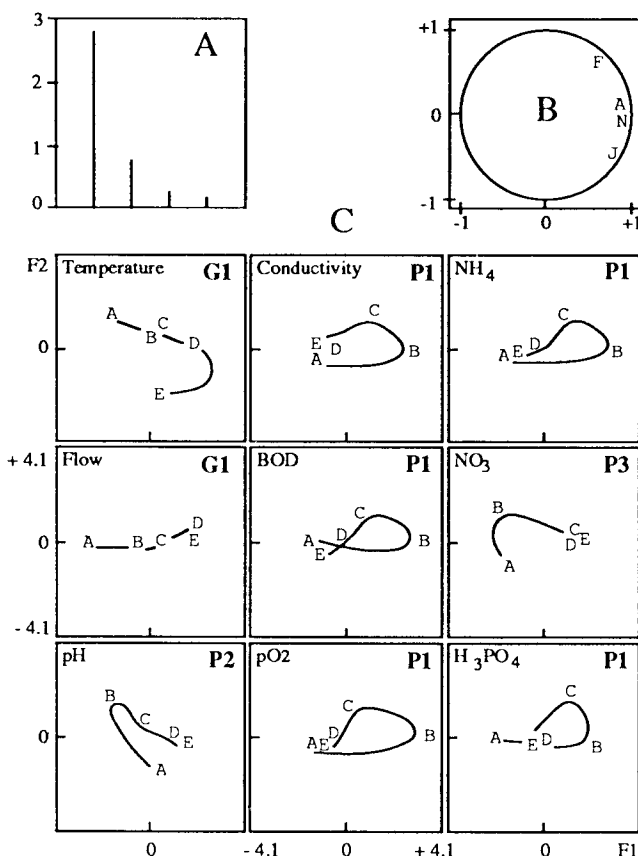 3
2
1
0
A
+1
0
-1
-1 0 +1
F
A
N
J
B
C
F2
Temperature G1
A
B
C
D
E
0
Conductivity P1
C
E
D
A
B
NH4 P1
C
D
A
E
B
+ 4.1
0
- 4.1
Flow G1
A
B
C
D
E
BOD P1
C
A
D
E
B
NO3 P3
B
C
D
E
A
0
pH P2
B
C
D
E
A
pO2 P1
C
D
A
E
B
H3PO4 P1
C
A
E
D
B
0 - 4.1 0 + 4.1 0 F1